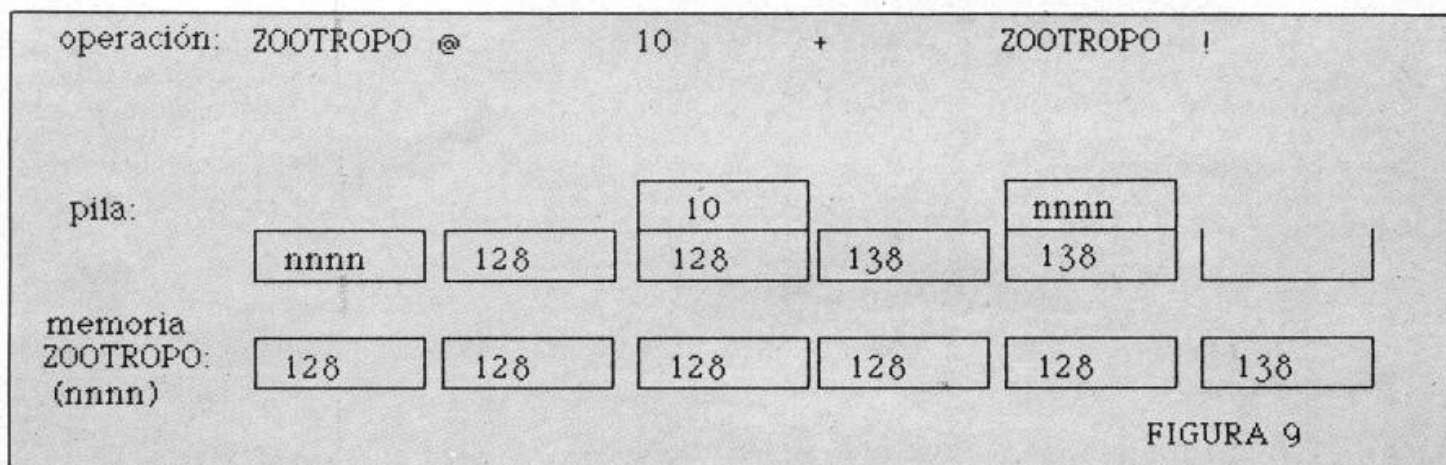 operación: ZOOTROPO @ 10 + ZOOTROPO !
pila: 10 nnnn
nnnn 128 128 138 138
memoria
ZOOTROPO: 128 128 128 128 128 138
(nnnn)
FIGURA 9